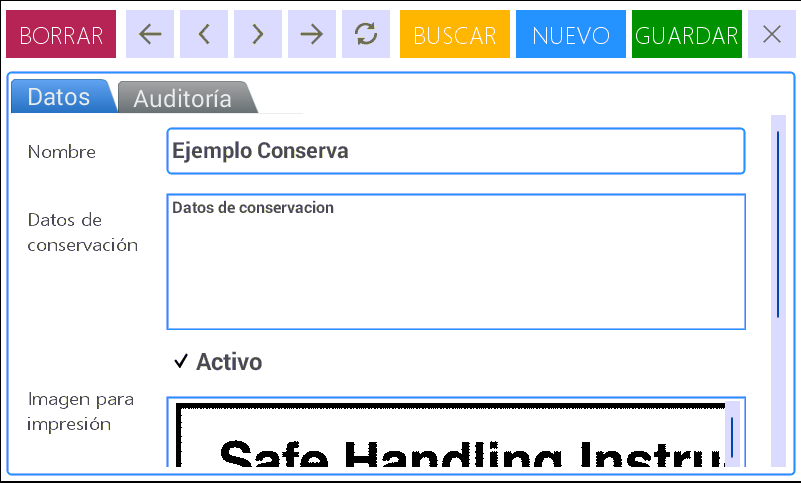 BORRAR BUSCAR NUEVO GUARDAR
Datos Auditoría
Nombre
Ejemplo Conserva
Datos de
conservación
Datos de conservacion
Activo
Imagen para
impresión
Safe Handling Instru